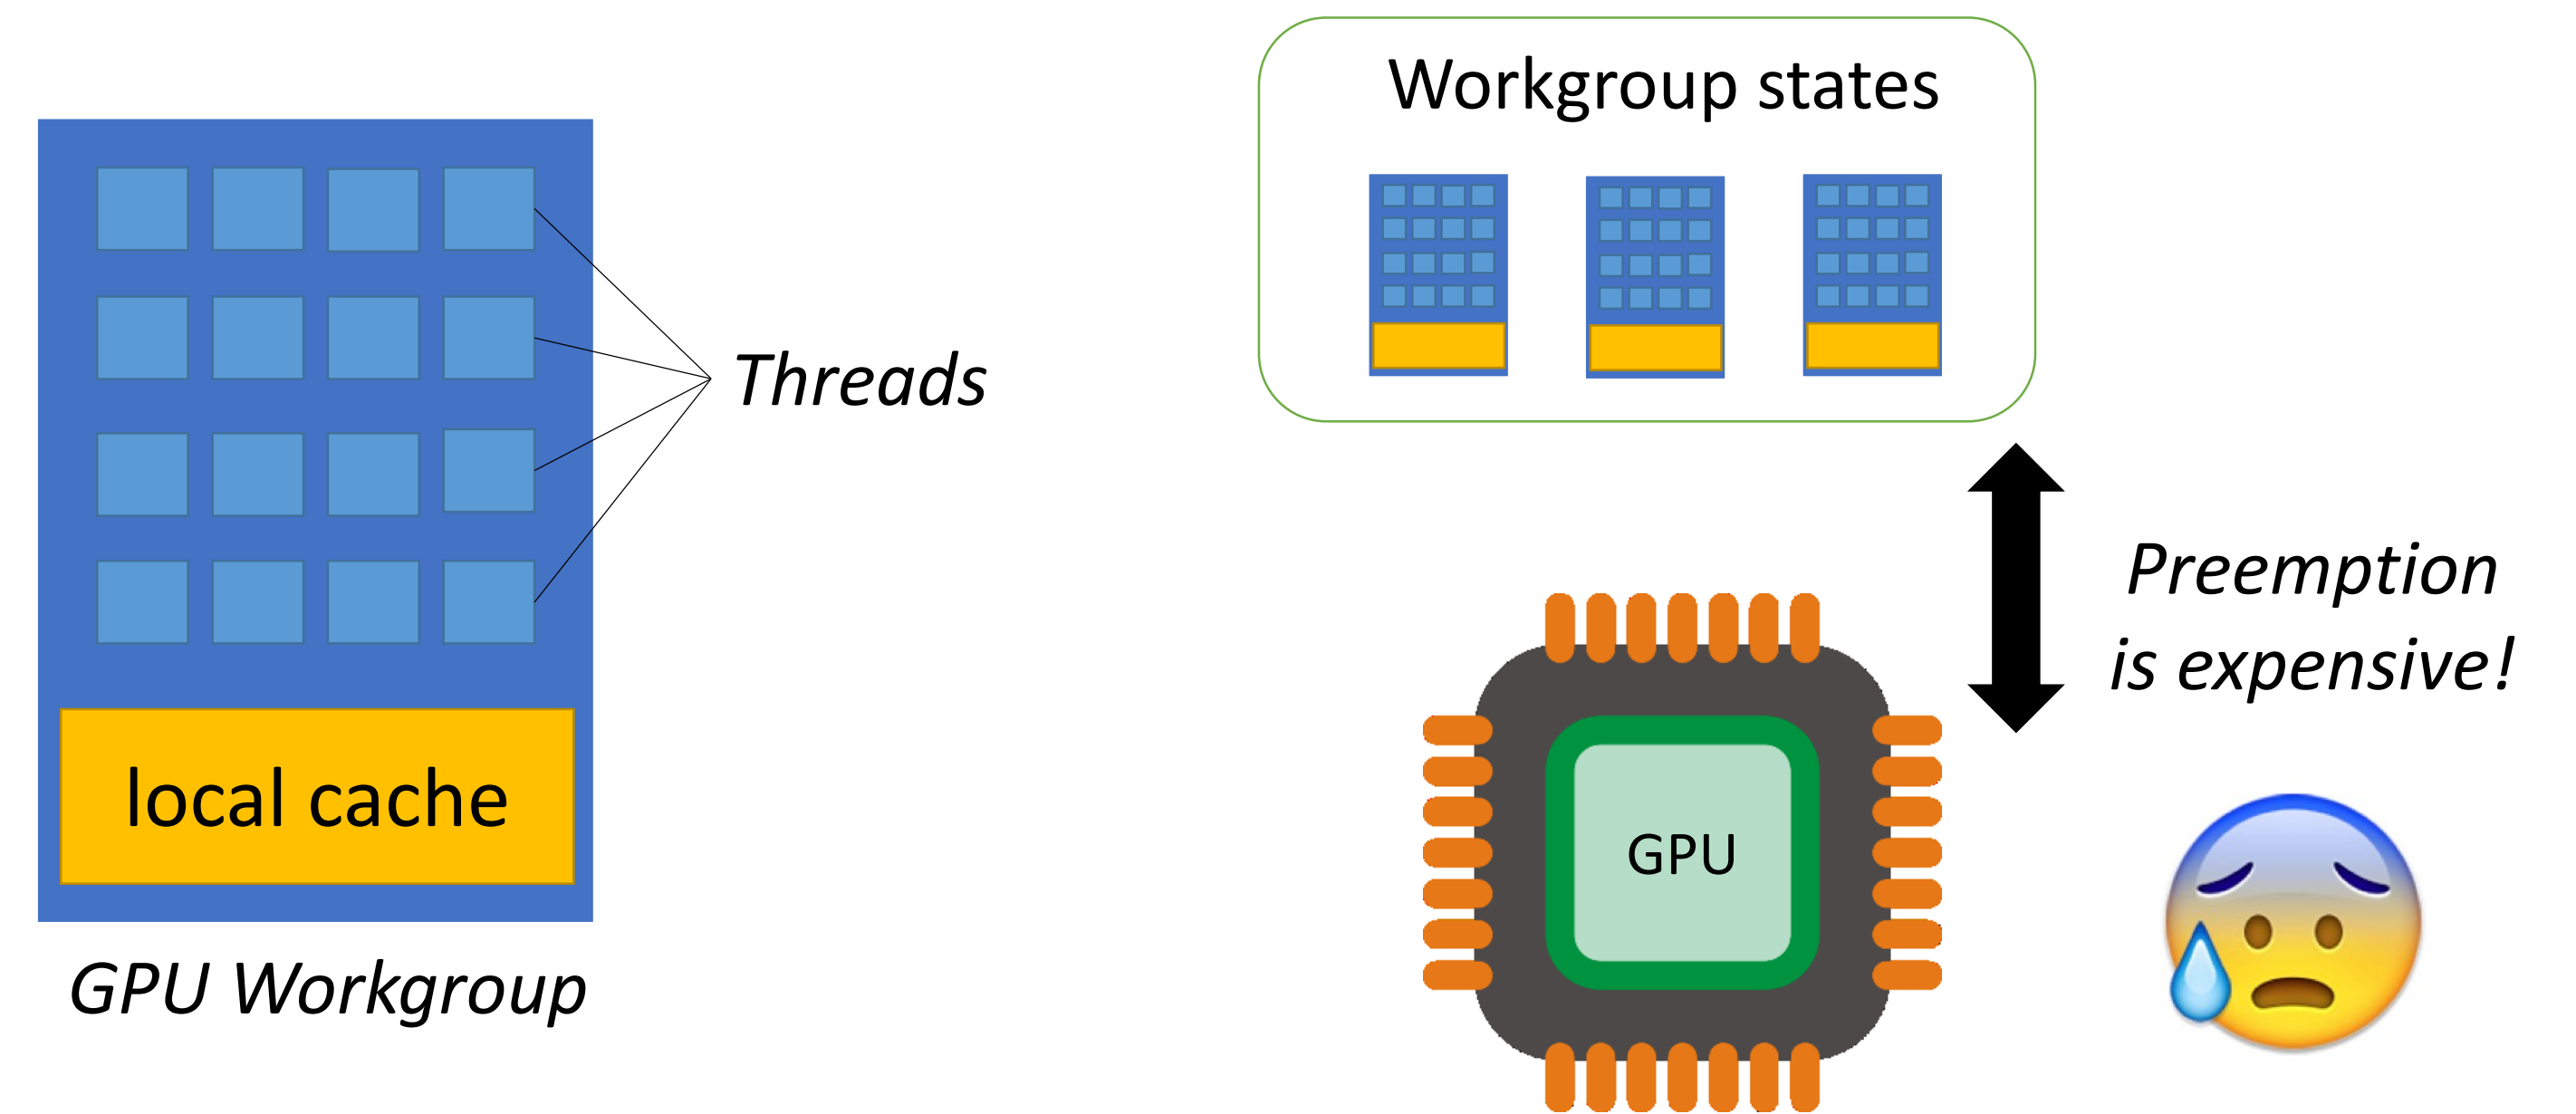 Workgroup states
Threads
Preemption
is expensive!
local cache
GPU
GPU Workgroup